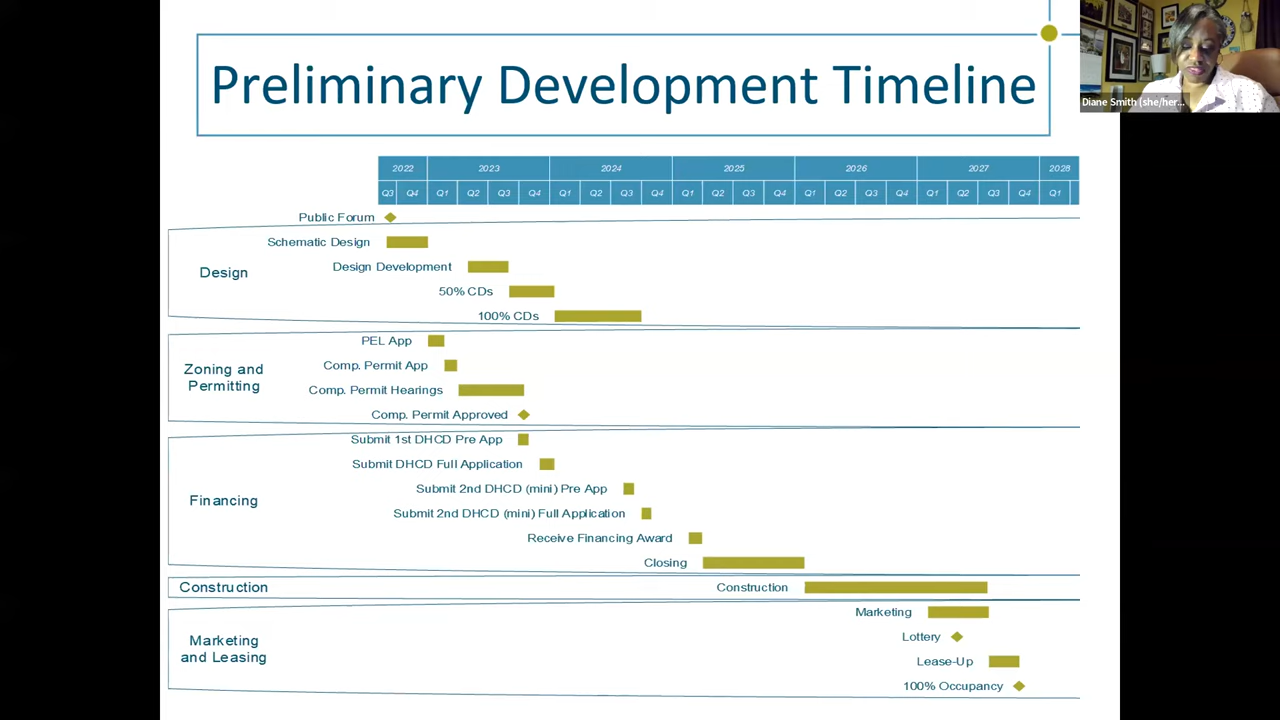 Preliminary Development Timeline
Diane Smith (she/her...
2022 2023 2024 2025 2026 2027 2028
Q3 Q4 Q1 Q2 Q3 Q4 Q1 Q2 Q3 Q4 Q1 Q2 Q3 Q4 Q1 Q2 Q3 Q4 Q1 Q2 Q3 Q4 Q1
Public Forum
Design
Schematic Design
Design Development
50% CDs
100% CDs
Zoning and
Permitting
PEL App
Comp. Permit App
Comp. Permit Hearings
Comp. Permit Approved
Financing
Submit 1st DHCD Pre App
Submit DHCD Full Application
Submit 2nd DHCD (mini) Pre App
Submit 2nd DHCD (mini) Full Application
Receive Financing Award
Closing
Construction
Construction
Marketing
and Leasing
Marketing
Lottery
Lease-Up
100% Occupancy